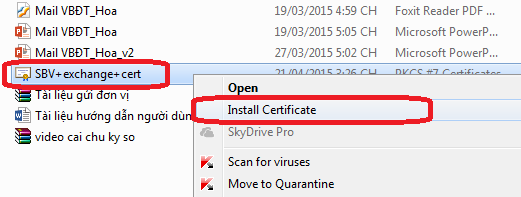 Mail VBĐT_Hoa 19/03/2015 4:59 CH Foxit Reader PDF ...
Mail VBĐT_Hoa 19/03/2015 5:05 CH Microsoft PowerP...
Mail VBĐT_Hoa_v2 27/03/2015 5:02 CH Microsoft PowerP...
SBV+exchange+cert 21/04/2015 3:26 CH PKCS #7 Certificates
Tài liệu gửi đơn vị
Tài liệu hướng dẫn người dùn
video cai chu ky so
Open
Install Certificate
SkyDrive Pro
Scan for viruses
Move to Quarantine